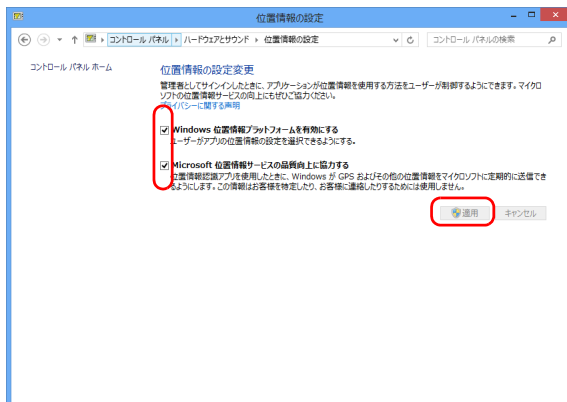 位置情報の設定
コントロール パネル ハードウェアとサウンド 位置情報の設定
コントロール パネルの検索
コントロール パネル ホーム
位置情報の設定変更
管理者としてサインインしたときに、アプリケーションが位置情報を使用する方法をユーザーが制御するようにできます。マイクロ
ソフトの位置情報サービスの向上にもぜひご協力ください。
プライバシーに関する声明
Windows 位置情報プラットフォームを有効にする
ユーザーがアプリの位置情報の設定を選択できるようにする。
Microsoft 位置情報サービスの品質向上に協力する
位置情報認識アプリを使用したときに、Windows が GPS およびその他の位置情報をマイクロソフトに定期的に送信でき
るようにします。この情報はお客様を特定したり、お客様に連絡したりするためには使用しません。
適用
キャンセル